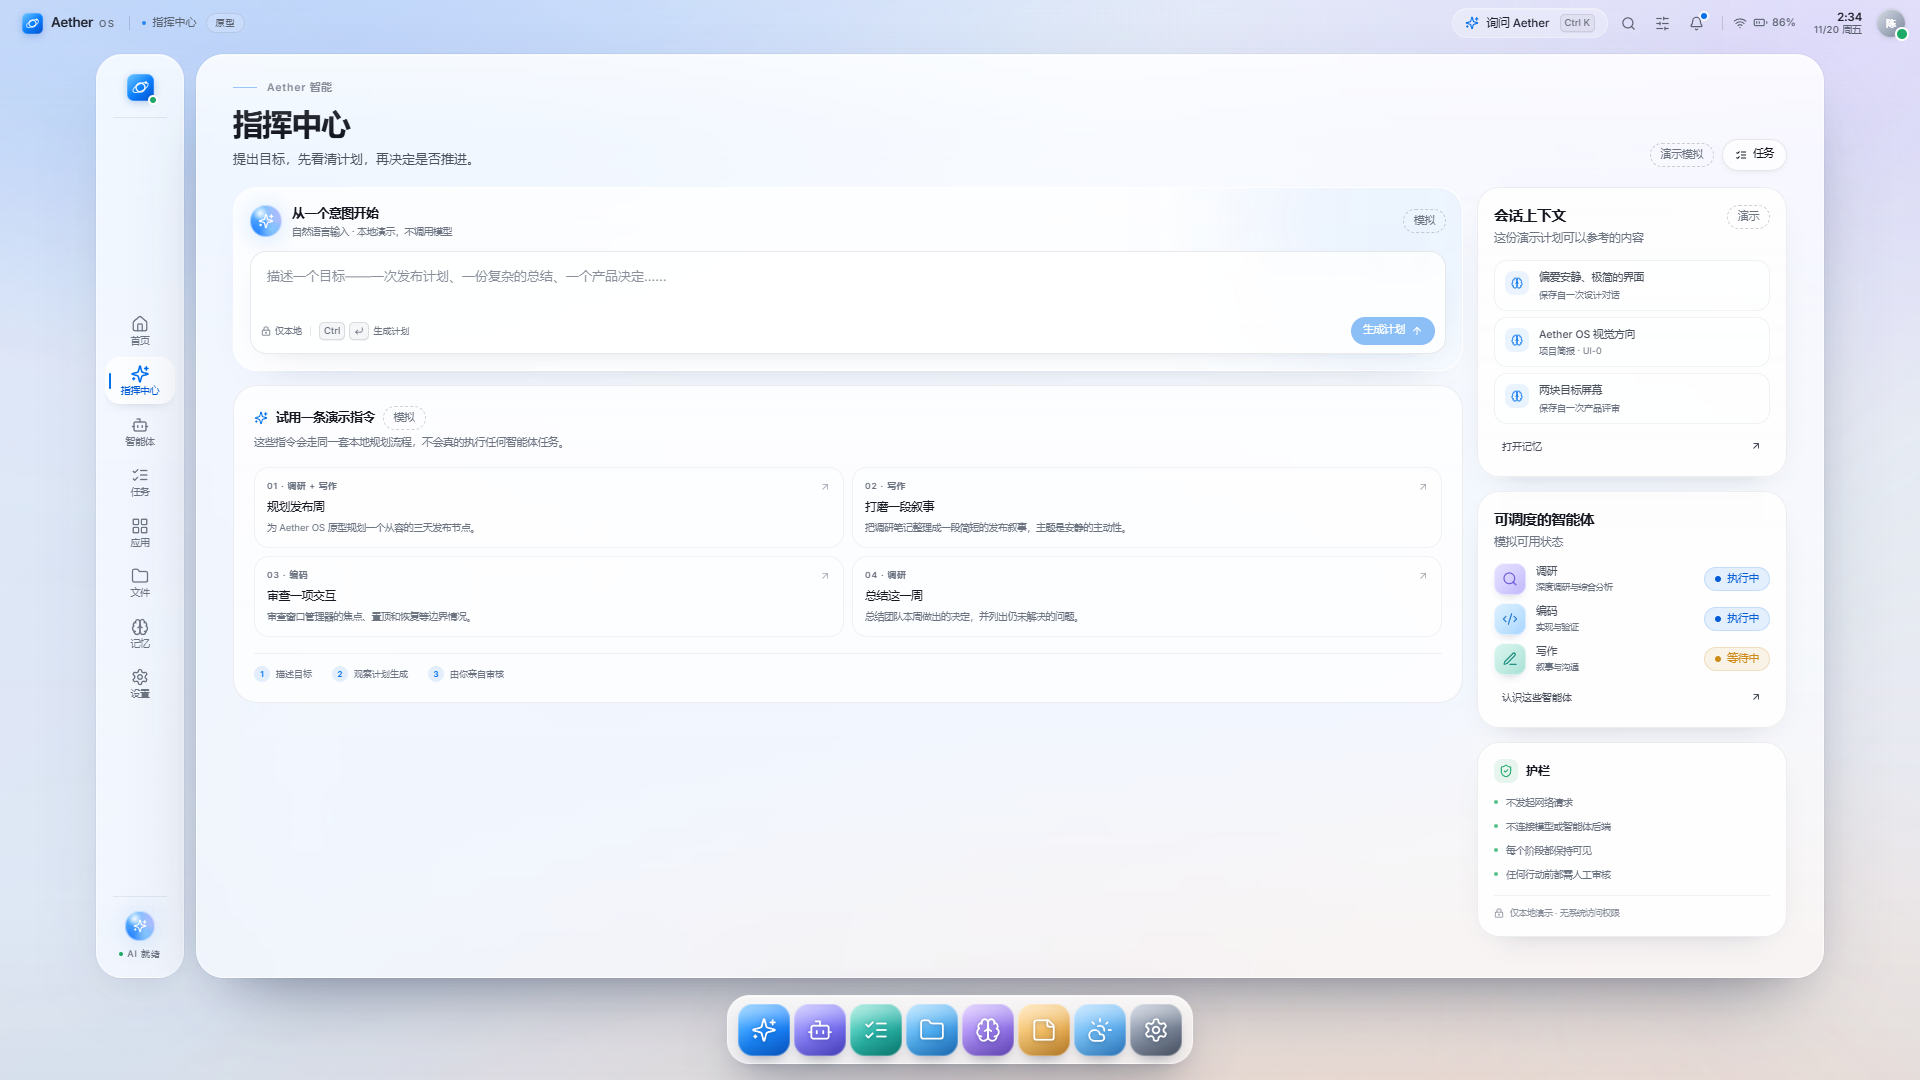 Aether OS
指挥中心
原型
询问 Aether
Ctrl K
86%
2:34
11/20 周五
陈
首页
指挥中心
智能体
任务
应用
文件
记忆
设置
AI 就绪
Aether 智能
指挥中心
提出目标，先看清计划，再决定是否推进。
演示模拟
任务
从一个意图开始
自然语言输入 · 本地演示，不调用模型
模拟
描述一个目标——一次发布计划、一份复杂的总结、一个产品决定……
仅本地
Ctrl
生成计划
生成计划
试用一条演示指令
模拟
这些指令会走同一套本地规划流程，不会真的执行任何智能体任务。
01 · 调研 + 写作
规划发布周
为 Aether OS 原型规划一个从容的三天发布节点。
02 · 写作
打磨一段叙事
把调研笔记整理成一段简短的发布叙事，主题是安静的主动性。
03 · 编码
审查一项交互
审查窗口管理器的焦点、置顶和恢复等边界情况。
04 · 调研
总结这一周
总结团队本周做出的决定，并列出仍未解决的问题。
1 描述目标
2 观察计划生成
3 由你亲自审核
会话上下文
演示
这份演示计划可以参考的内容
偏爱安静、极简的界面
保存自一次设计对话
Aether OS 视觉方向
项目简报 · UI-0
两块目标屏幕
保存自一次产品评审
打开记忆
可调度的智能体
模拟可用状态
调研
深度调研与综合分析
执行中
编码
实现与验证
执行中
写作
叙事与沟通
等待中
认识这些智能体
护栏
不发起网络请求
不连接模型或智能体后端
每个阶段都保持可见
任何行动前都需人工审核
仅本地演示 · 无系统访问权限